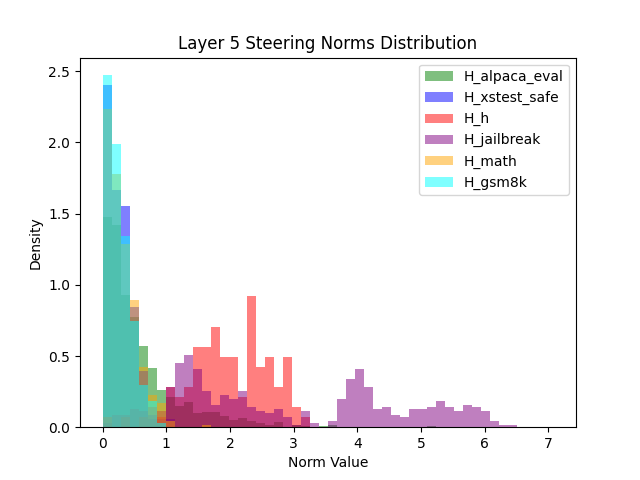 Layer 5 Steering Norms Distribution
H_alpaca_eval
H_xstest_safe
H_h
H_jailbreak
H_math
H_gsm8k
2.5
2.0
1.5
1.0
0.5
0.0
Density
0 1 2 3 4 5 6 7
Norm Value